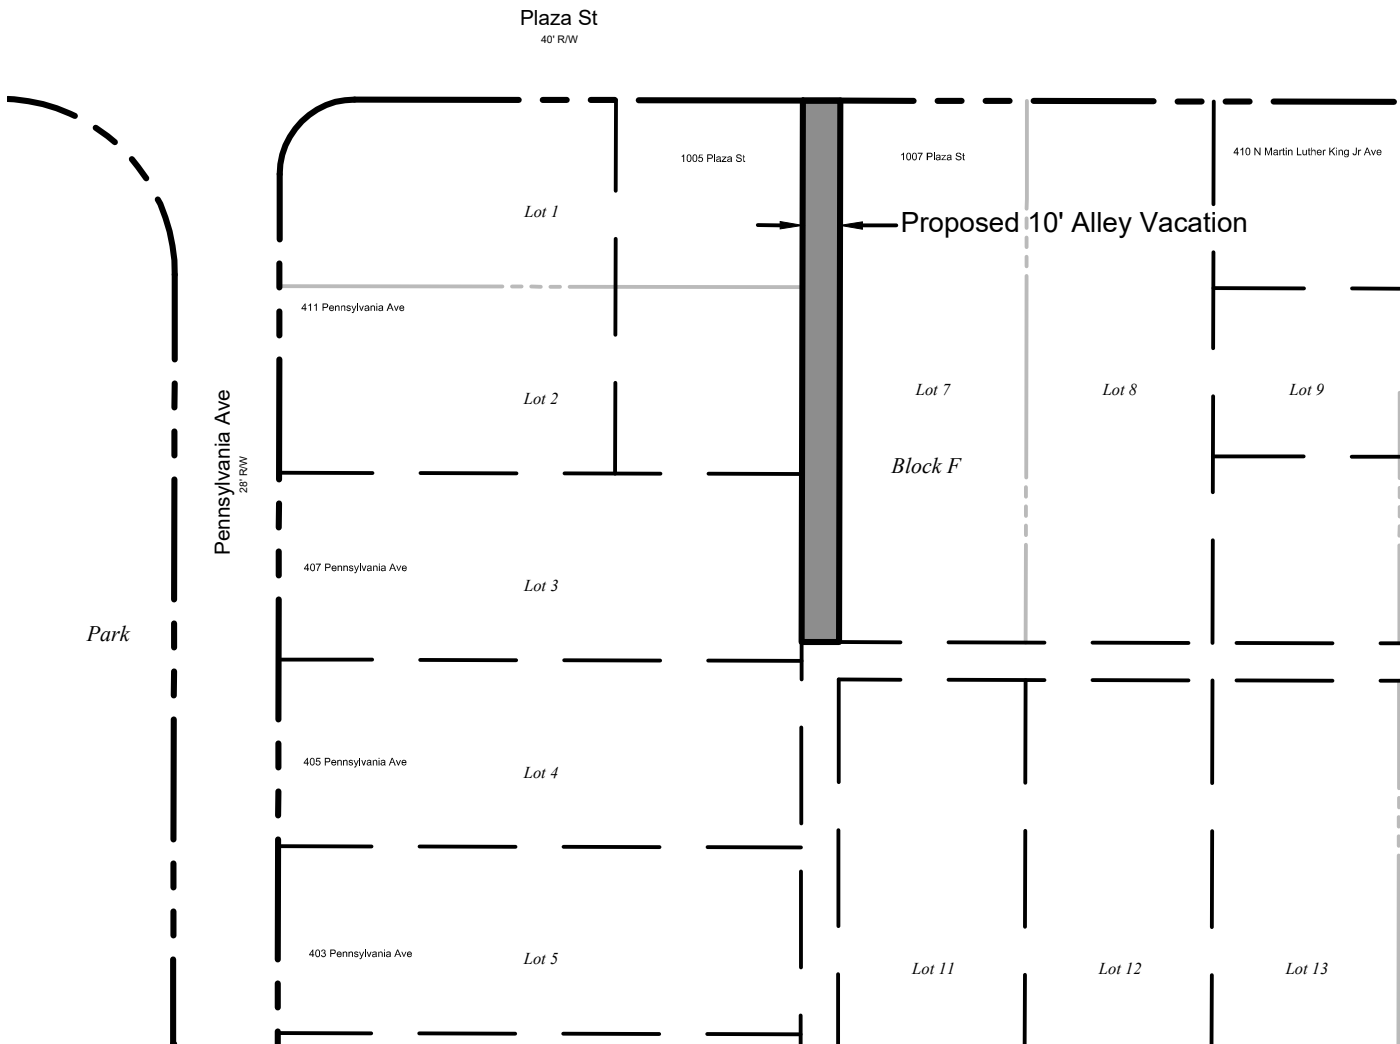 Plaza St
40' R/W
1005 Plaza St
1007 Plaza St
410 N Martin Luther King Jr Ave
Lot 1
Proposed 10' Alley Vacation
411 Pennsylvania Ave
Lot 2
Lot 7
Lot 8
Lot 9
Pennsylvania Ave
28' R/W
Block F
407 Pennsylvania Ave
Lot 3
Park
405 Pennsylvania Ave
Lot 4
403 Pennsylvania Ave
Lot 5
Lot 11
Lot 12
Lot 13